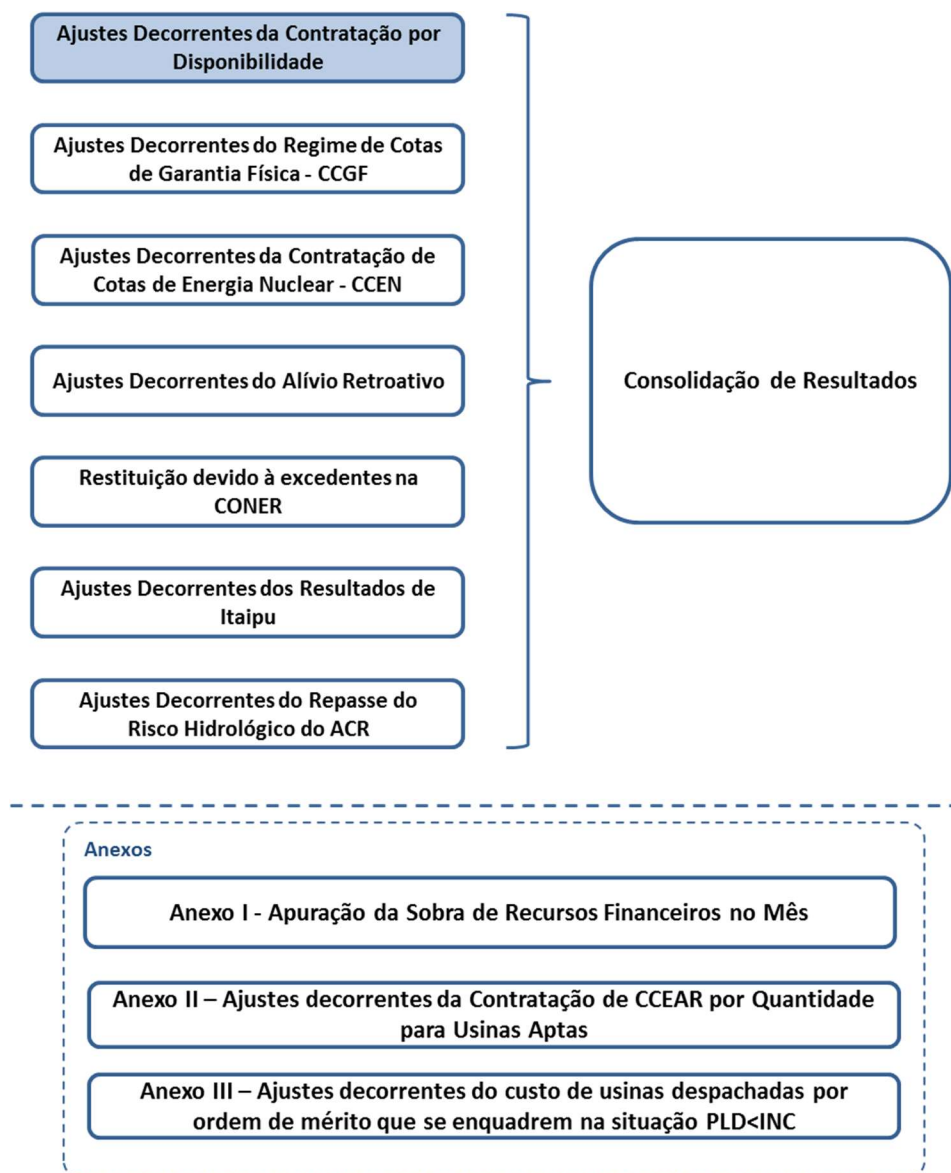 Ajustes Decorrentes da Contratação por
Disponibilidade
Ajustes Decorrentes do Regime de Cotas
de Garantia Física - CCGF
Ajustes Decorrentes da Contratação de
Cotas de Energia Nuclear - CCEN
Ajustes Decorrentes do Alívio Retroativo
Restituição devido à excedentes na
CONER
Ajustes Decorrentes dos Resultados de
Itaipu
Ajustes Decorrentes do Repasse do
Risco Hidrológico do ACR
Consolidação de Resultados
Anexos
Anexo I - Apuração da Sobra de Recursos Financeiros no Mês
Anexo II – Ajustes decorrentes da Contratação de CCEAR por Quantidade
para Usinas Aptas
Anexo III – Ajustes decorrentes do custo de usinas despachadas por
ordem de mérito que se enquadrem na situação PLD<INC